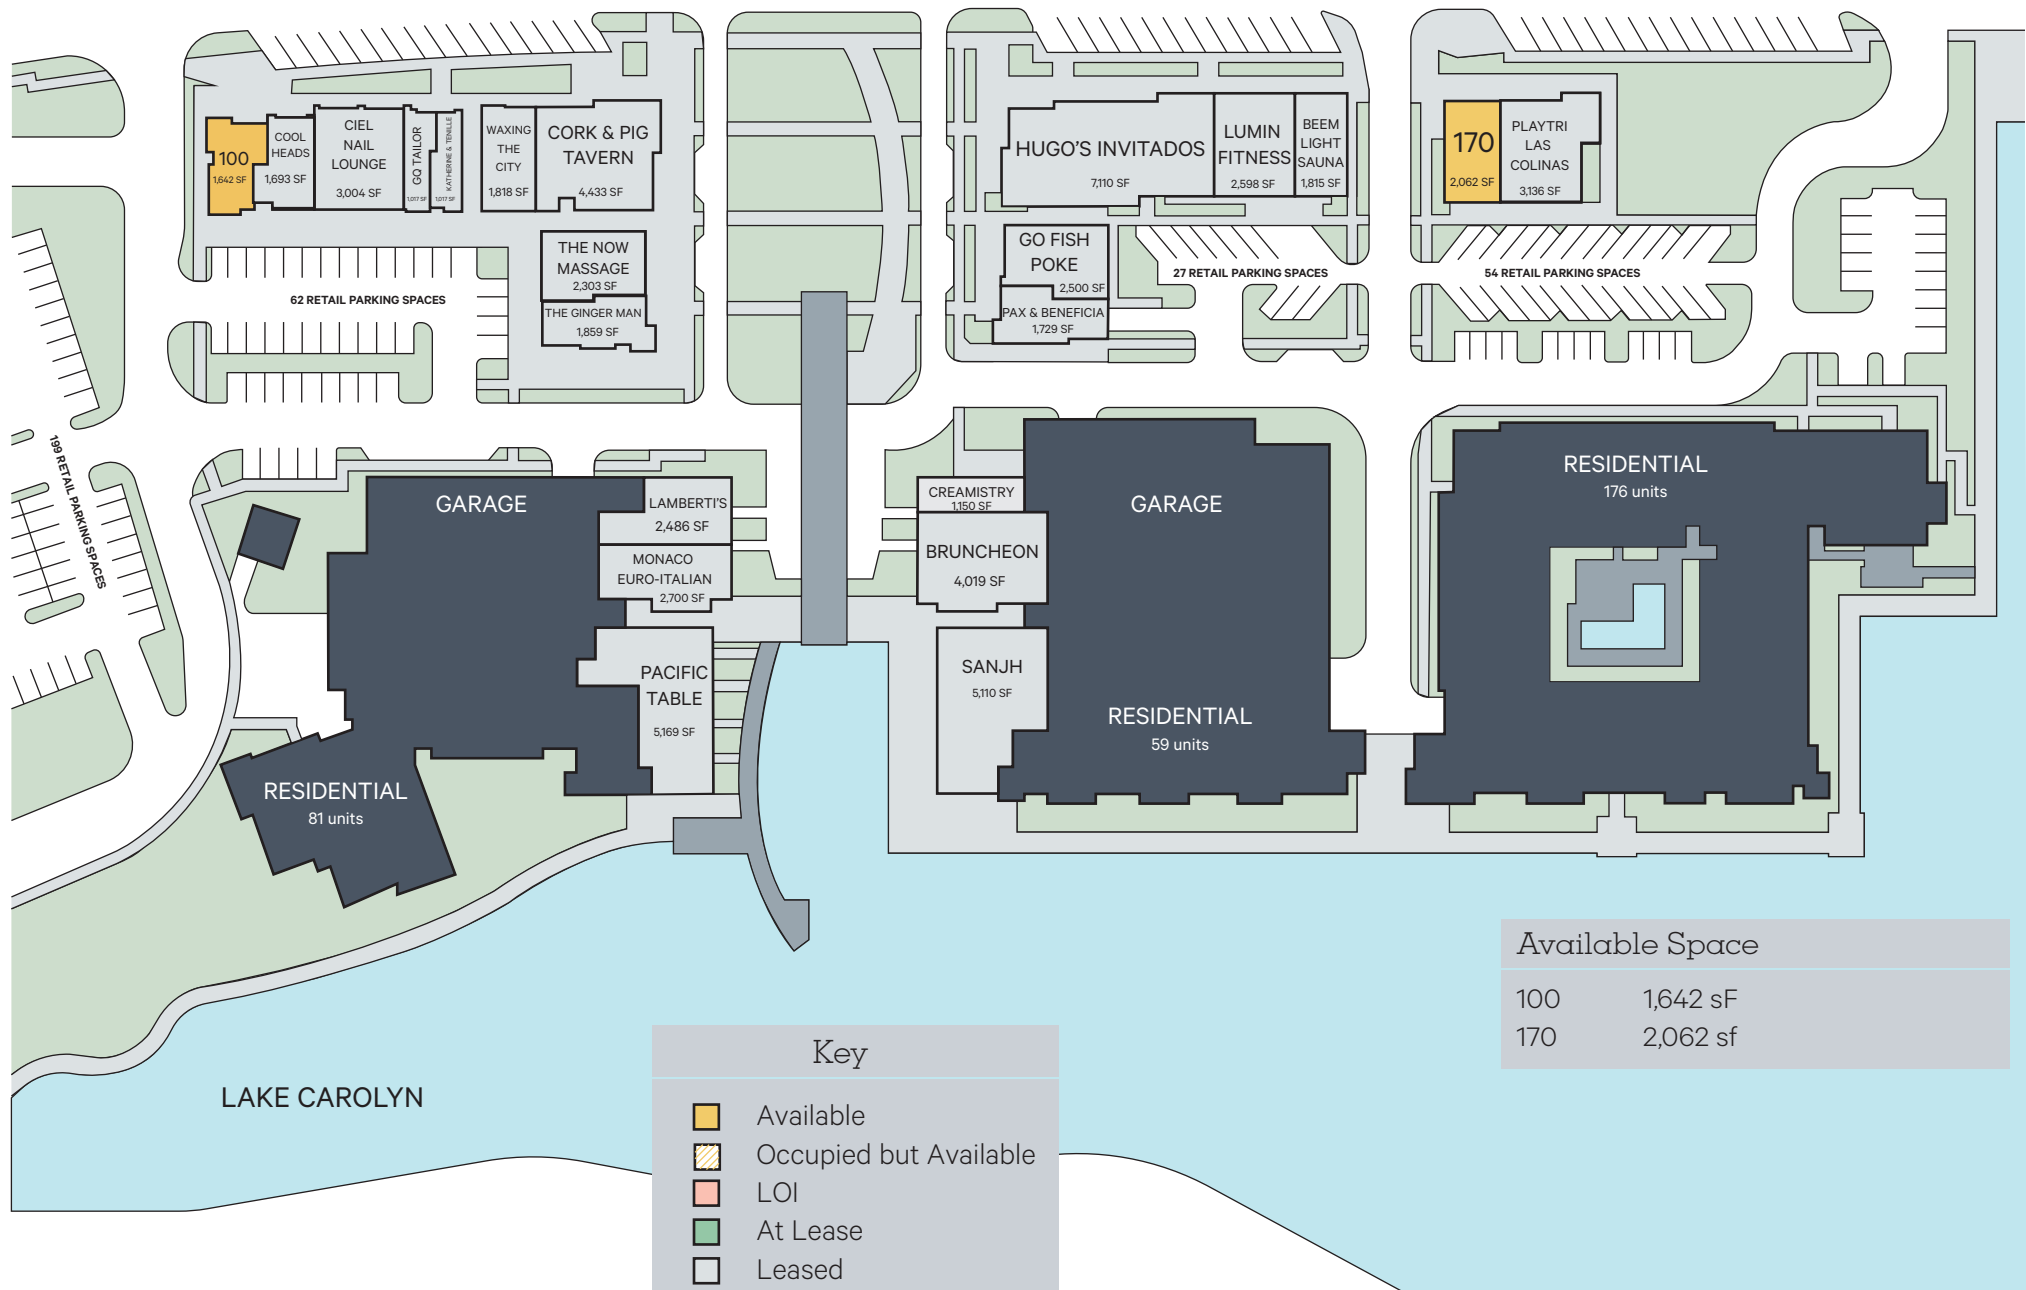 100
1,642 SF
COOL
HEADS
1,693 SF
CIEL
NAIL
LOUNGE
3,004 SF
GQ TAILOR
1,017 SF
KATHERINE & TENILLE
1,017 SF
WAXING
THE
CITY
1,818 SF
CORK & PIG
TAVERN
4,433 SF
THE NOW
MASSAGE
2,303 SF
THE GINGER MAN
1,859 SF
62 RETAIL PARKING SPACES
HUGO'S INVITADOS
7,110 SF
LUMIN
FITNESS
2,598 SF
BEEM
LIGHT
SAUNA
1,815 SF
GO FISH
POKE
2,500 SF
PAX & BENEFICIA
1,729 SF
27 RETAIL PARKING SPACES
170
2,062 SF
PLAYTRI
LAS
COLINAS
3,136 SF
54 RETAIL PARKING SPACES
199 RETAIL PARKING SPACES
GARAGE
LAMBERTI'S
2,486 SF
MONACO
EURO-ITALIAN
2,700 SF
PACIFIC
TABLE
5,169 SF
RESIDENTIAL
81 units
CREAMISTRY
1,150 SF
BRUNCHEON
4,019 SF
SANJH
5,110 SF
GARAGE
RESIDENTIAL
59 units
RESIDENTIAL
176 units
LAKE CAROLYN
Available Space
100 1,642 sF
170 2,062 sf
Key
Available
Occupied but Available
LOI
At Lease
Leased